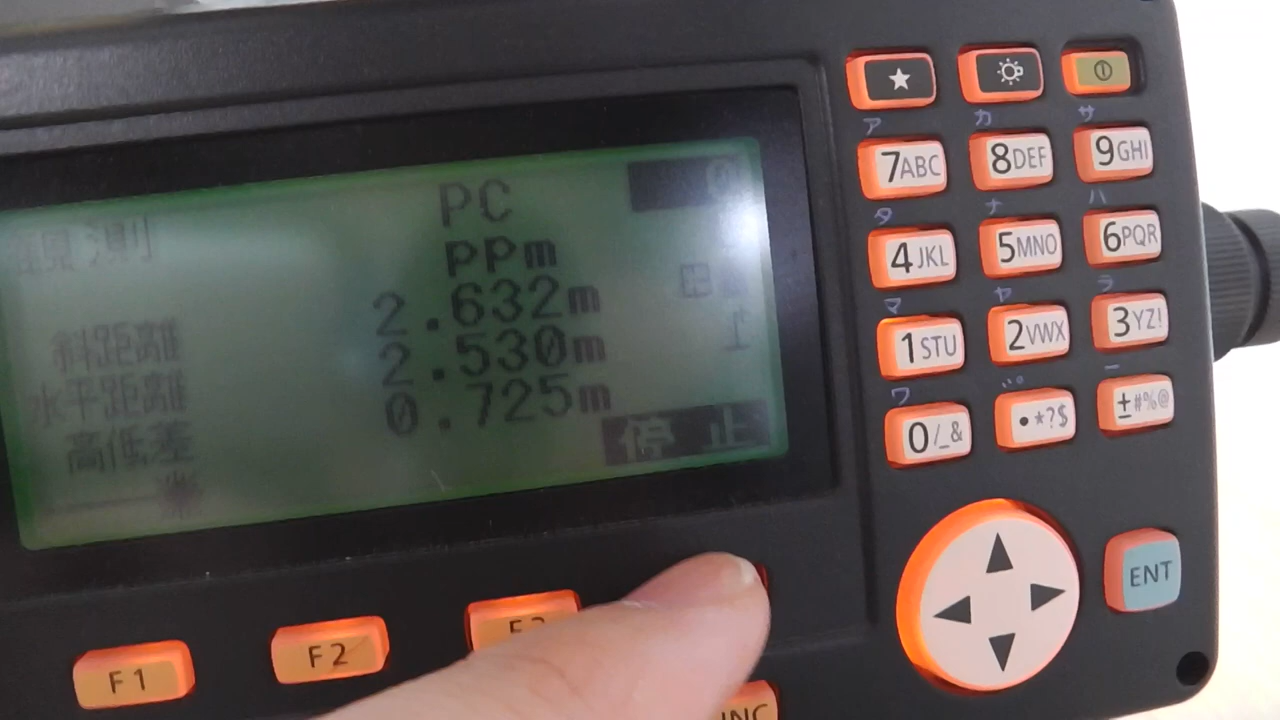 観測
PC
ppm
斜距離 2.632m
水平距離 2.530m
高低差 0.725m
停止
F1
F2
ア
カ
サ
7ABC
8DEF
9GHI
タ
ナ
ハ
4JKL
5MNO
6PQR
マ
ヤ
ラ
1STU
2VWX
3YZ!
ワ
゛゜
ー
0/_&
•*?$
±#%@
ENT